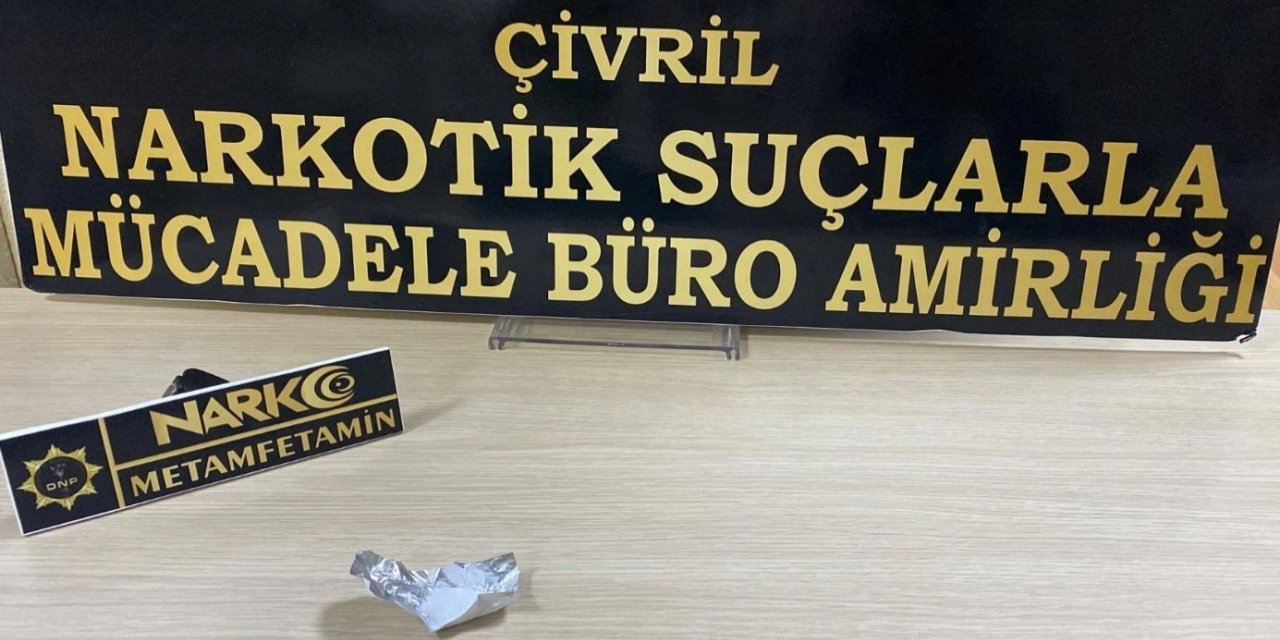 ÇİVRİL
NARKOTİK SUÇLARLA
MÜCADELE BÜRO AMİRLİĞİ
NARKO
METAMFETAMİN
DNP